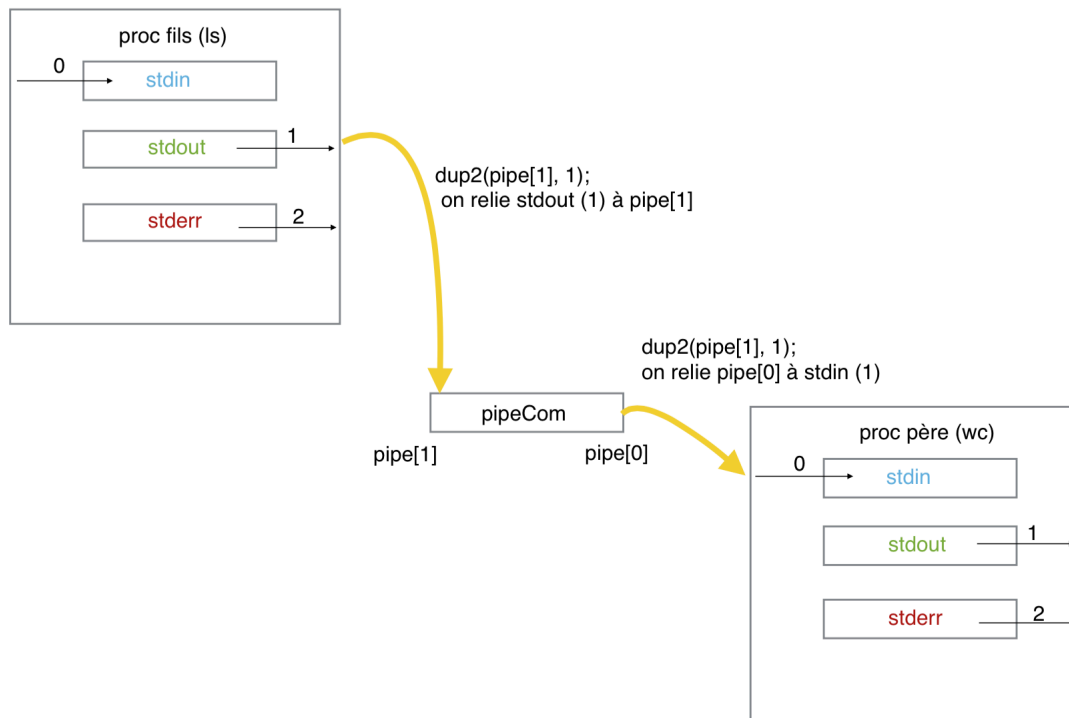 proc fils (ls)
0
stdin
stdout
1
stderr
2
dup2(pipe[1], 1);
on relie stdout (1) à pipe[1]
pipeCom
pipe[1]
pipe[0]
dup2(pipe[1], 1);
on relie pipe[0] à stdin (1)
proc père (wc)
0
stdin
stdout
1
stderr
2